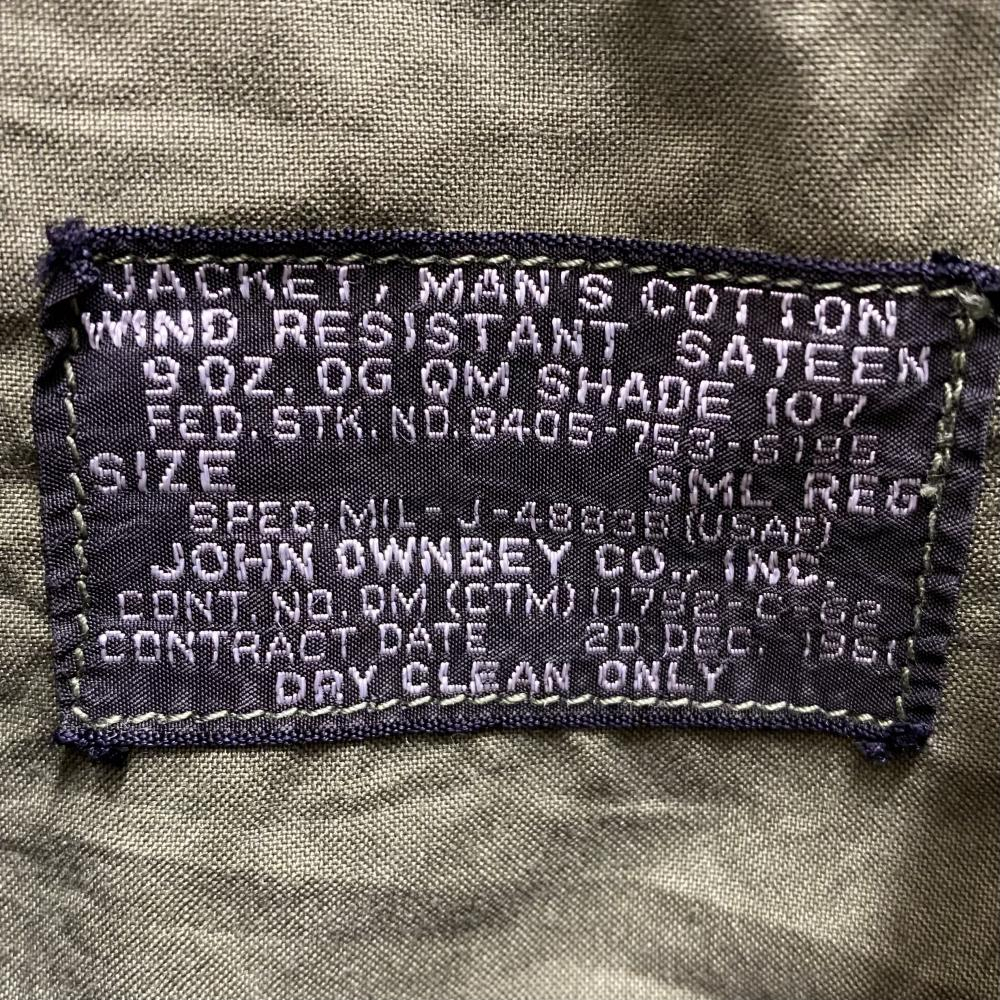 JACKET, MAN'S COTTON
WIND RESISTANT SATEEN
9 OZ. OG QM SHADE 107
FED. STK. NO. 8405-753-6195
SIZE SML REG
SPEC. MIL-J-4883B (USAF)
JOHN OWNBEY CO., INC.
CONT NO. QM (CTM) 11792-C-62
CONTRACT DATE 20 DEC. 1961
DRY CLEAN ONLY